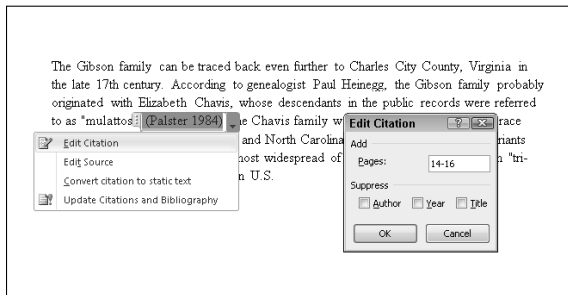 The Gibson family can be traced back even further to Charles City County, Virginia in
the late 17th century. According to genealogist Paul Heinegg, the Gibson family probably
originated with Elizabeth Chavis, whose descendants in the public records were referred
to as "mulattos (Palster 1984) e Chavis family w race
and North Carolina riants
ost widespread of n "tri-
n U.S.
Edit Citation
Edit Source
Convert citation to static text
Update Citations and Bibliography
Edit Citation
Add
Pages: 14-16
Suppress
Author Year Title
OK Cancel